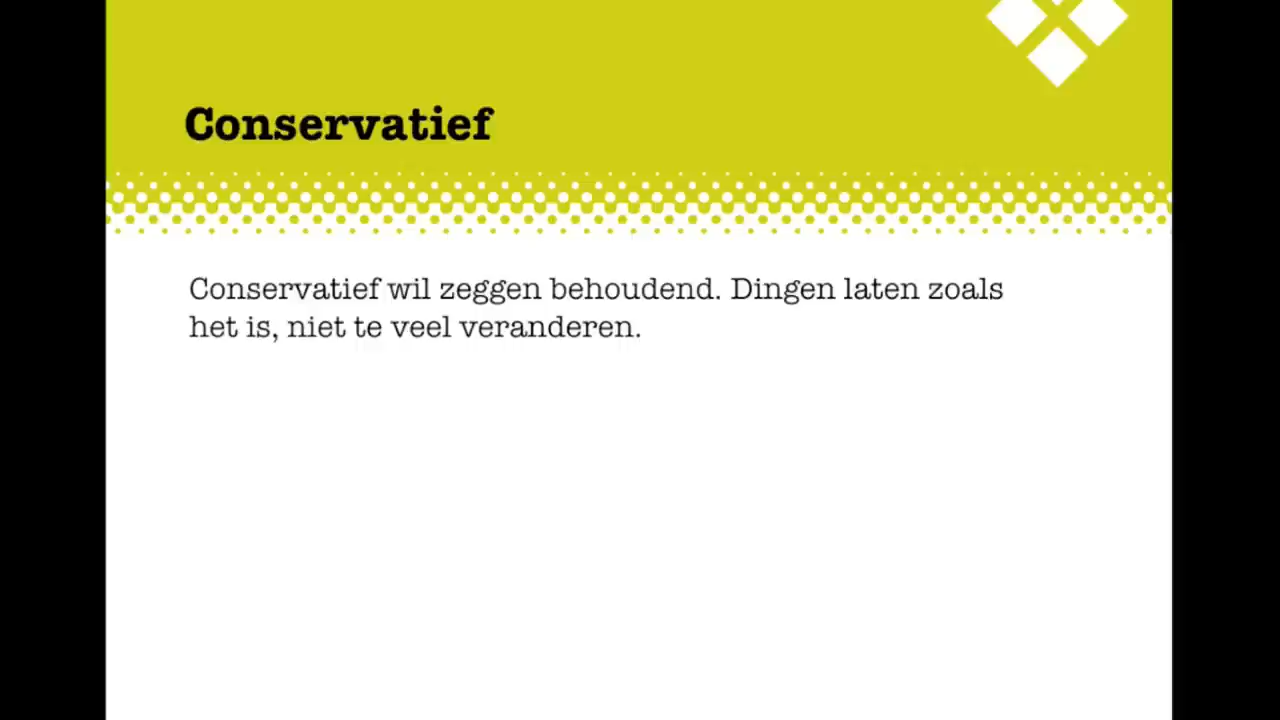 Conservatief
Conservatief wil zeggen behoudend. Dingen laten zoals
het is, niet te veel veranderen.